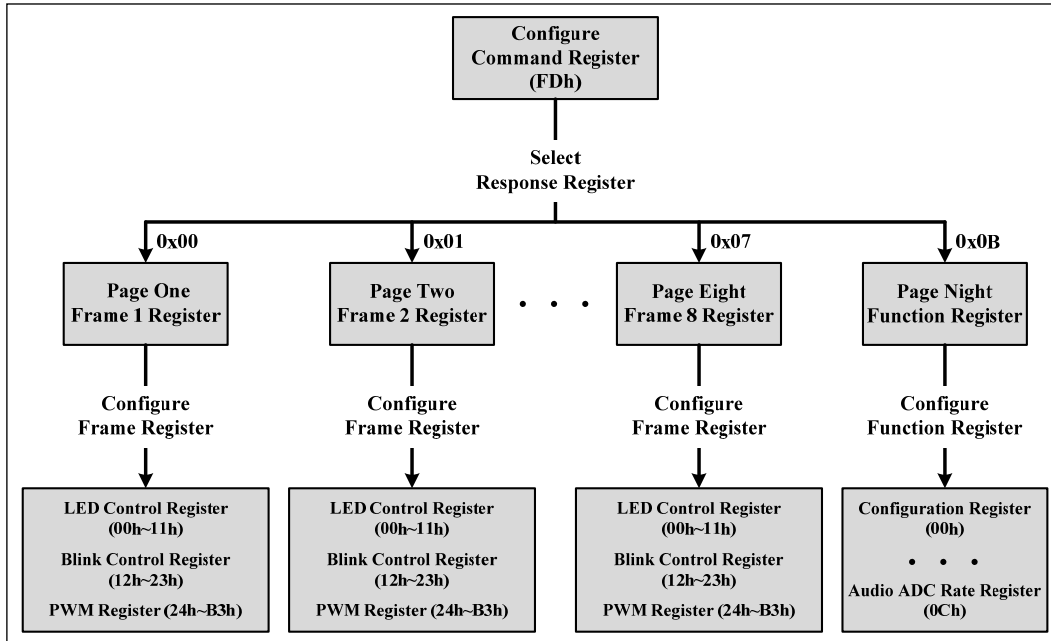 Configure
Command Register
(FDh)
Select
Response Register
0x00
0x01
0x07
0x0B
Page One
Frame 1 Register
Page Two
Frame 2 Register
• • •
Page Eight
Frame 8 Register
Page Night
Function Register
Configure
Frame Register
Configure
Frame Register
Configure
Frame Register
Configure
Function Register
LED Control Register
(00h~11h)
Blink Control Register
(12h~23h)
PWM Register (24h~B3h)
LED Control Register
(00h~11h)
Blink Control Register
(12h~23h)
PWM Register (24h~B3h)
LED Control Register
(00h~11h)
Blink Control Register
(12h~23h)
PWM Register (24h~B3h)
Configuration Register
(00h)
• • •
Audio ADC Rate Register
(0Ch)